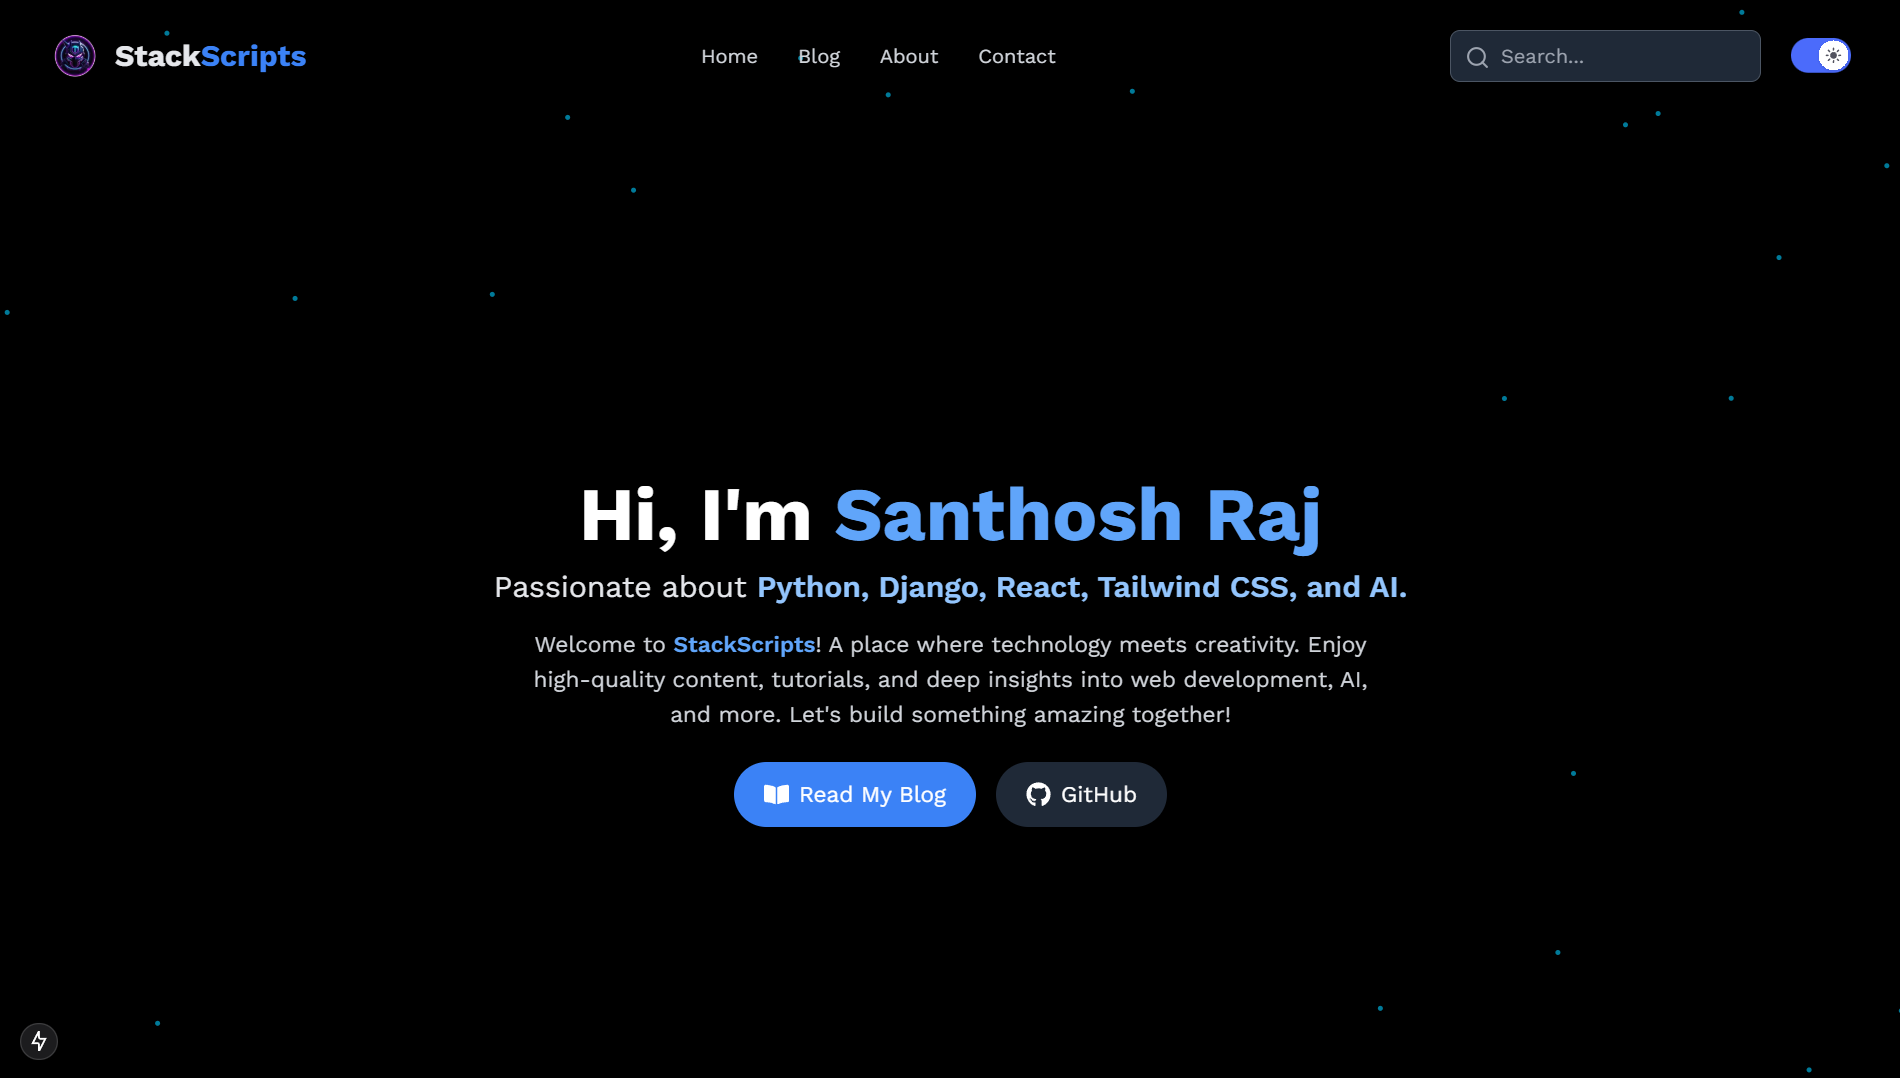 StackScripts
Home Blog About Contact
Search...
Hi, I'm Santhosh Raj
Passionate about Python, Django, React, Tailwind CSS, and AI.
Welcome to StackScripts! A place where technology meets creativity. Enjoy
high-quality content, tutorials, and deep insights into web development, AI,
and more. Let's build something amazing together!
Read My Blog
GitHub